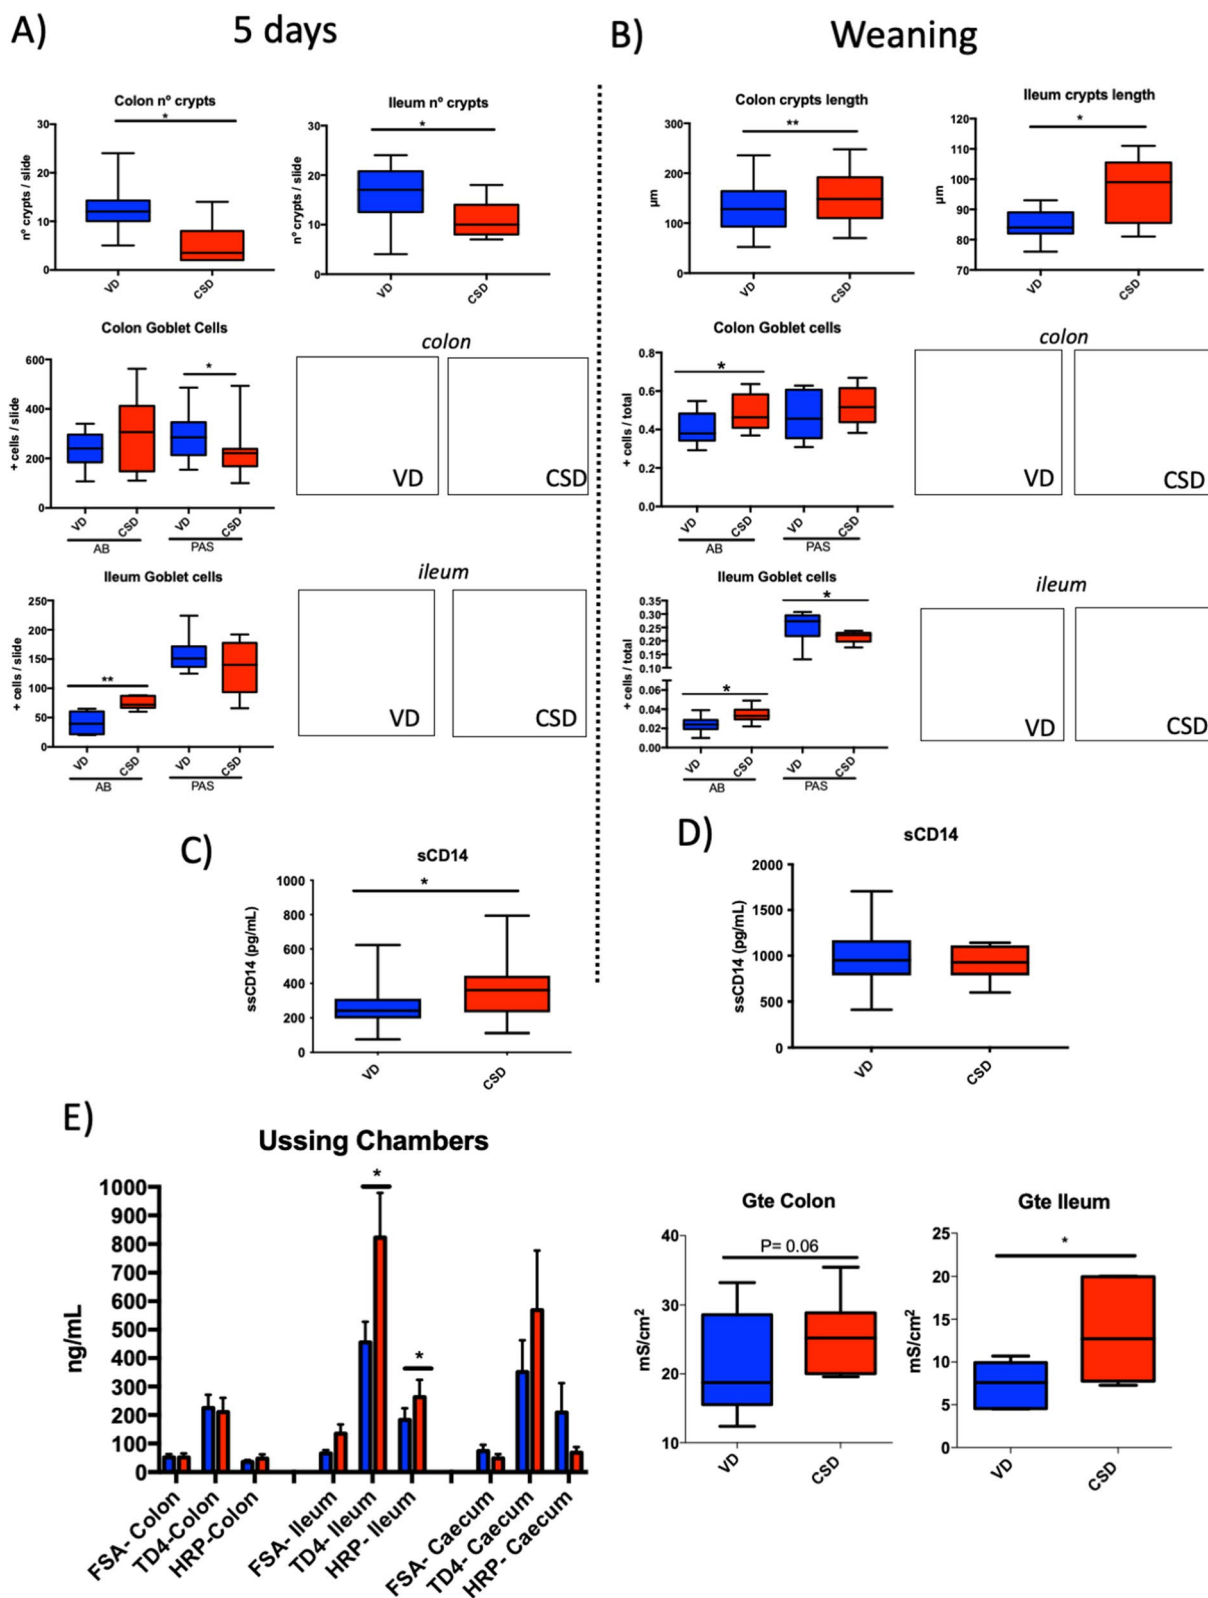 A) 5 days
B) Weaning
Colon nº crypts
*
nº crypts / slide
30
20
10
0
VD CSD
Ileum nº crypts
*
nº crypts / slide
30
20
10
0
VD CSD
Colon crypts length
**
µm
300
200
100
0
VD CSD
Ileum crypts length
*
µm
120
110
100
90
80
70
VD CSD
Colon Goblet Cells
*
+ cells / slide
600
400
200
0
VD CSD VD CSD
AB PAS
colon
VD CSD
Colon Goblet cells
*
+ cells / total
0.8
0.6
0.4
0.2
0.0
VD CSD VD CSD
AB PAS
colon
VD CSD
Ileum Goblet cells
**
+ cells / slide
250
200
150
100
50
0
VD CSD VD CSD
AB PAS
ileum
VD CSD
Ileum Goblet cells
*
*
+ cells / total
0.35
0.30
0.25
0.20
0.15
0.10
0.06
0.04
0.02
0.00
VD CSD VD CSD
AB PAS
ileum
VD CSD
C)
sCD14
*
ssCD14 (pg/mL)
1000
800
600
400
200
0
VD CSD
D)
sCD14
ssCD14 (pg/mL)
2000
1500
1000
500
0
VD CSD
E)
Ussing Chambers
*
*
ng/mL
1000
900
800
700
600
500
400
300
200
100
0
FSA- Colon
TD4-Colon
HRP-Colon
FSA- Ileum
TD4- Ileum
HRP- Ileum
FSA- Caecum
TD4- Caecum
HRP- Caecum
Gte Colon
P= 0.06
mS/cm²
40
30
20
10
VD CSD
Gte Ileum
*
mS/cm²
25
20
15
10
5
0
VD CSD